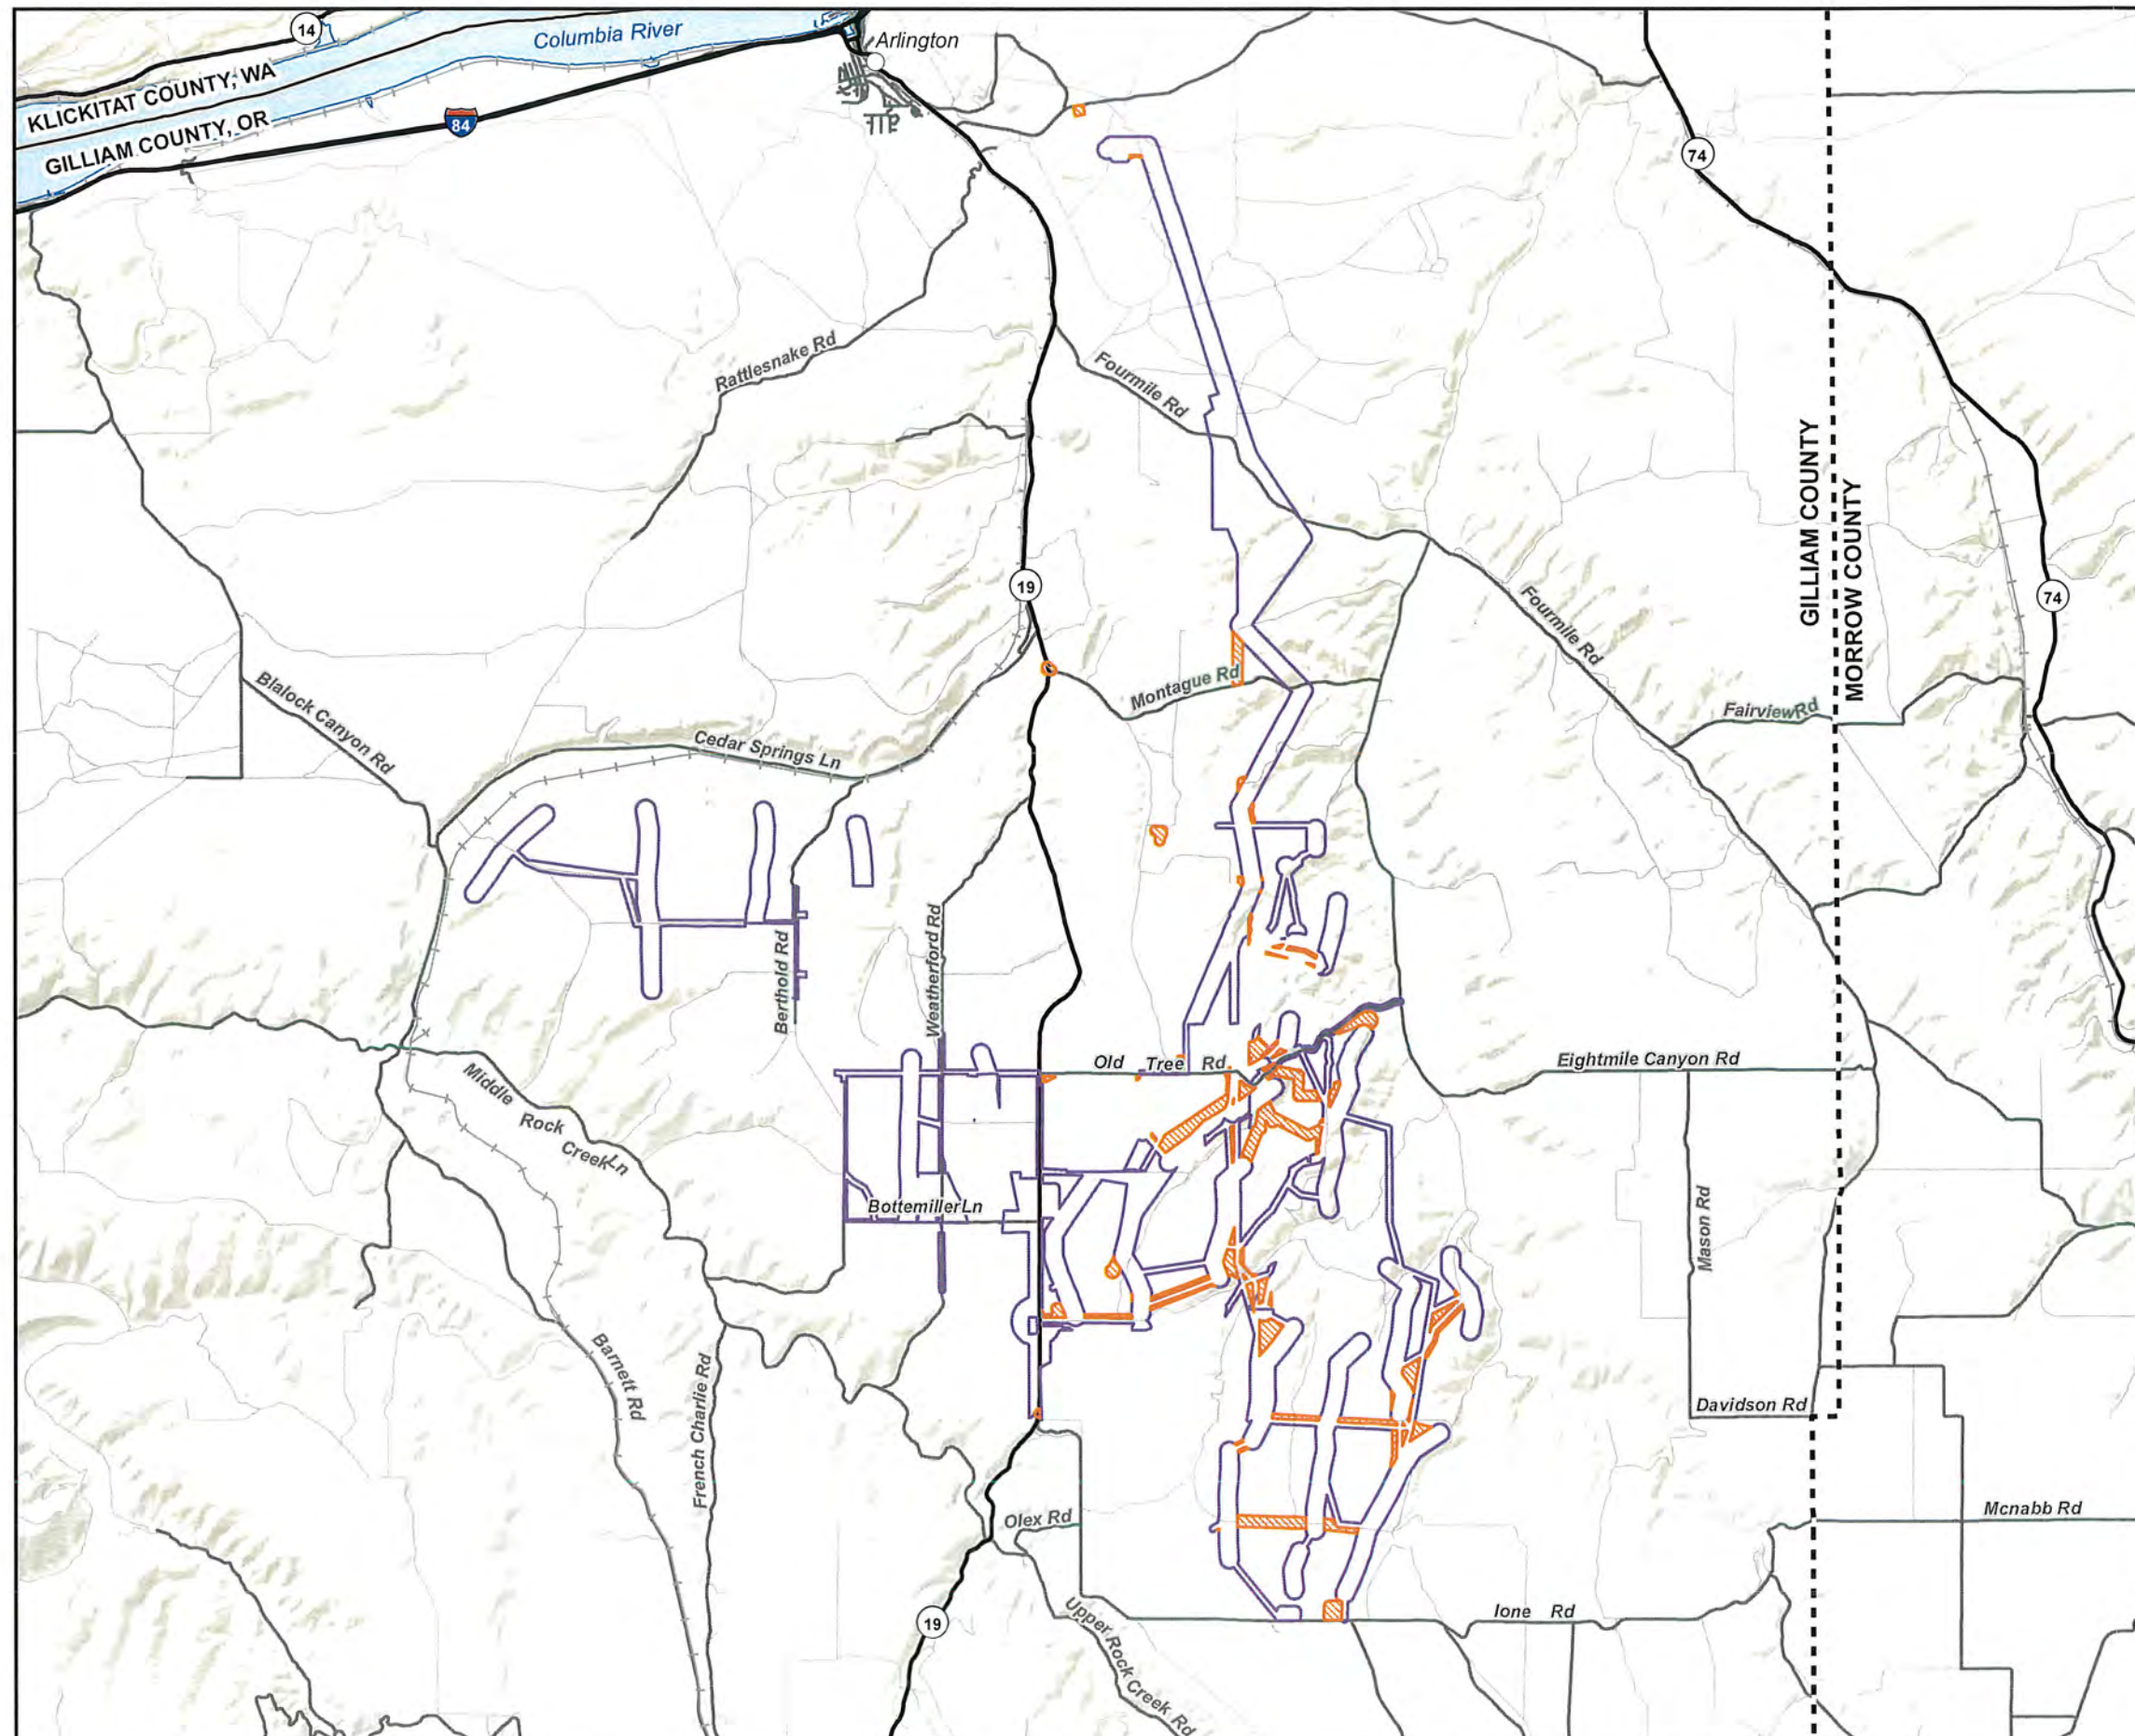 14
Columbia River
Arlington
KLICKITAT COUNTY, WA
84
GILLIAM COUNTY, OR
74
Rattlesnake Rd
Fourmile Rd
GILLIAM COUNTY
MORROW COUNTY
19
Fourmile Rd
74
Montague Rd
Blalock Canyon Rd
Fairview Rd
Cedar Springs Ln
Berthold Rd
Weatherford Rd
Old Tree Rd
Eightmile Canyon Rd
Middle Rock Creek Ln
Bottemiller Ln
Mason Rd
Barnett Rd
French Charlie Rd
Davidson Rd
Olex Rd
Mcnabb Rd
Ione Rd
19
Upper Rock Creek Rd